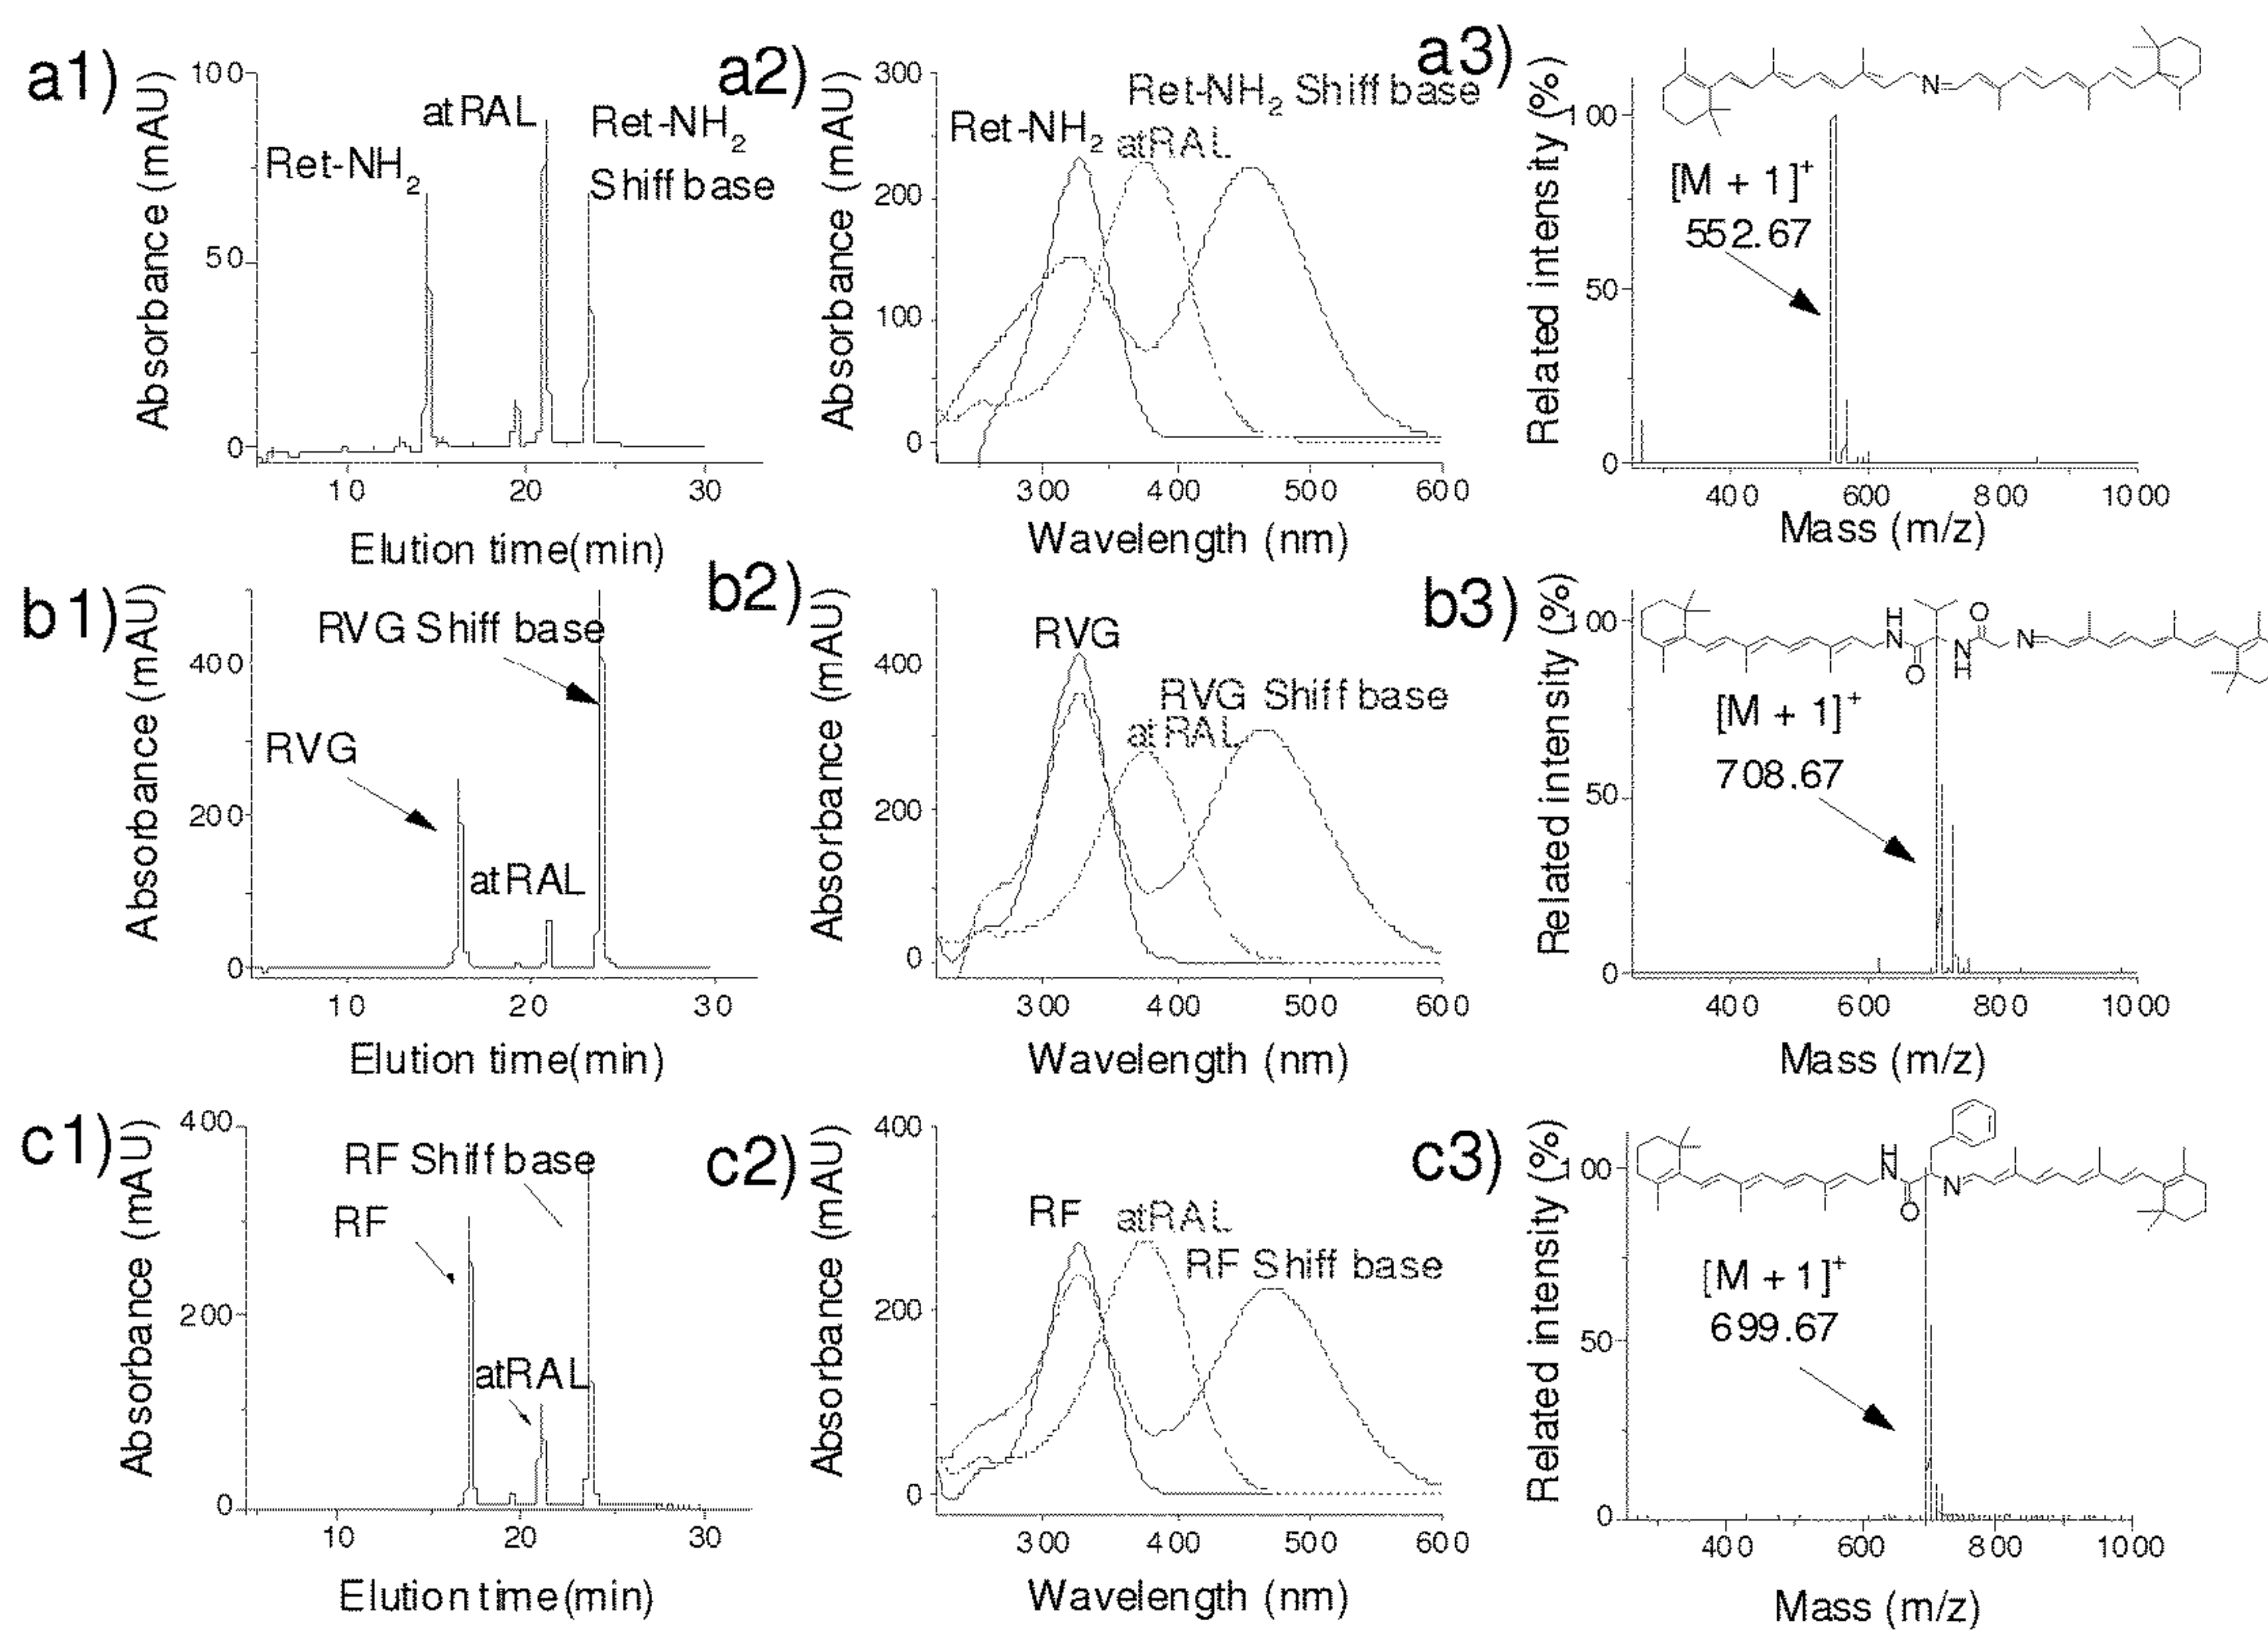 a1)
Absorbance (mAU)
100
50
0
Ret-NH2
atRAL
Ret-NH2
Shiff base
10
20
30
Elution time(min)
a2)
Absorbance (mAU)
300
200
100
0
Ret-NH2 Shiff base
Ret-NH2
atRAL
300
400
500
600
Wavelength (nm)
a3)
Related intensity (%)
100
50
0
N
[M + 1]+
552.67
400
600
800
1000
Mass (m/z)
b1)
Absorbance (mAU)
400
200
0
RVG Shiff base
RVG
atRAL
10
20
30
Elution time(min)
b2)
Absorbance (mAU)
400
200
0
RVG
RVG Shiff base
atRAL
300
400
500
600
Wavelength (nm)
b3)
Related intensity (%)
100
50
0
H
N
O
O
N
H
N
[M + 1]+
708.67
400
600
800
1000
Mass (m/z)
c1)
Absorbance (mAU)
400
200
0
RF Shiff base
RF
atRAL
10
20
30
Elution time(min)
c2)
Absorbance (mAU)
400
200
0
RF
atRAL
RF Shiff base
300
400
500
600
Wavelength (nm)
c3)
Related intensity (%)
100
50
0
H
N
O
N
[M + 1]+
699.67
400
600
800
1000
Mass (m/z)